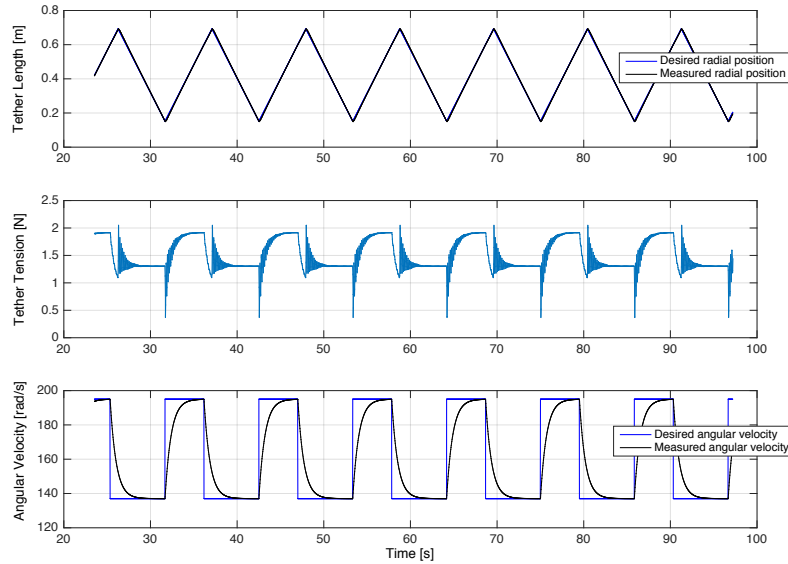 0.8
0.6
0.4
0.2
0
Tether Length [m]
Desired radial position
Measured radial position
20 30 40 50 60 70 80 90 100
2.5
2
1.5
1
0.5
0
Tether Tension [N]
20 30 40 50 60 70 80 90 100
200
180
160
140
120
Angular Velocity [rad/s]
Desired angular velocity
Measured angular velocity
20 30 40 50 60 70 80 90 100
Time [s]